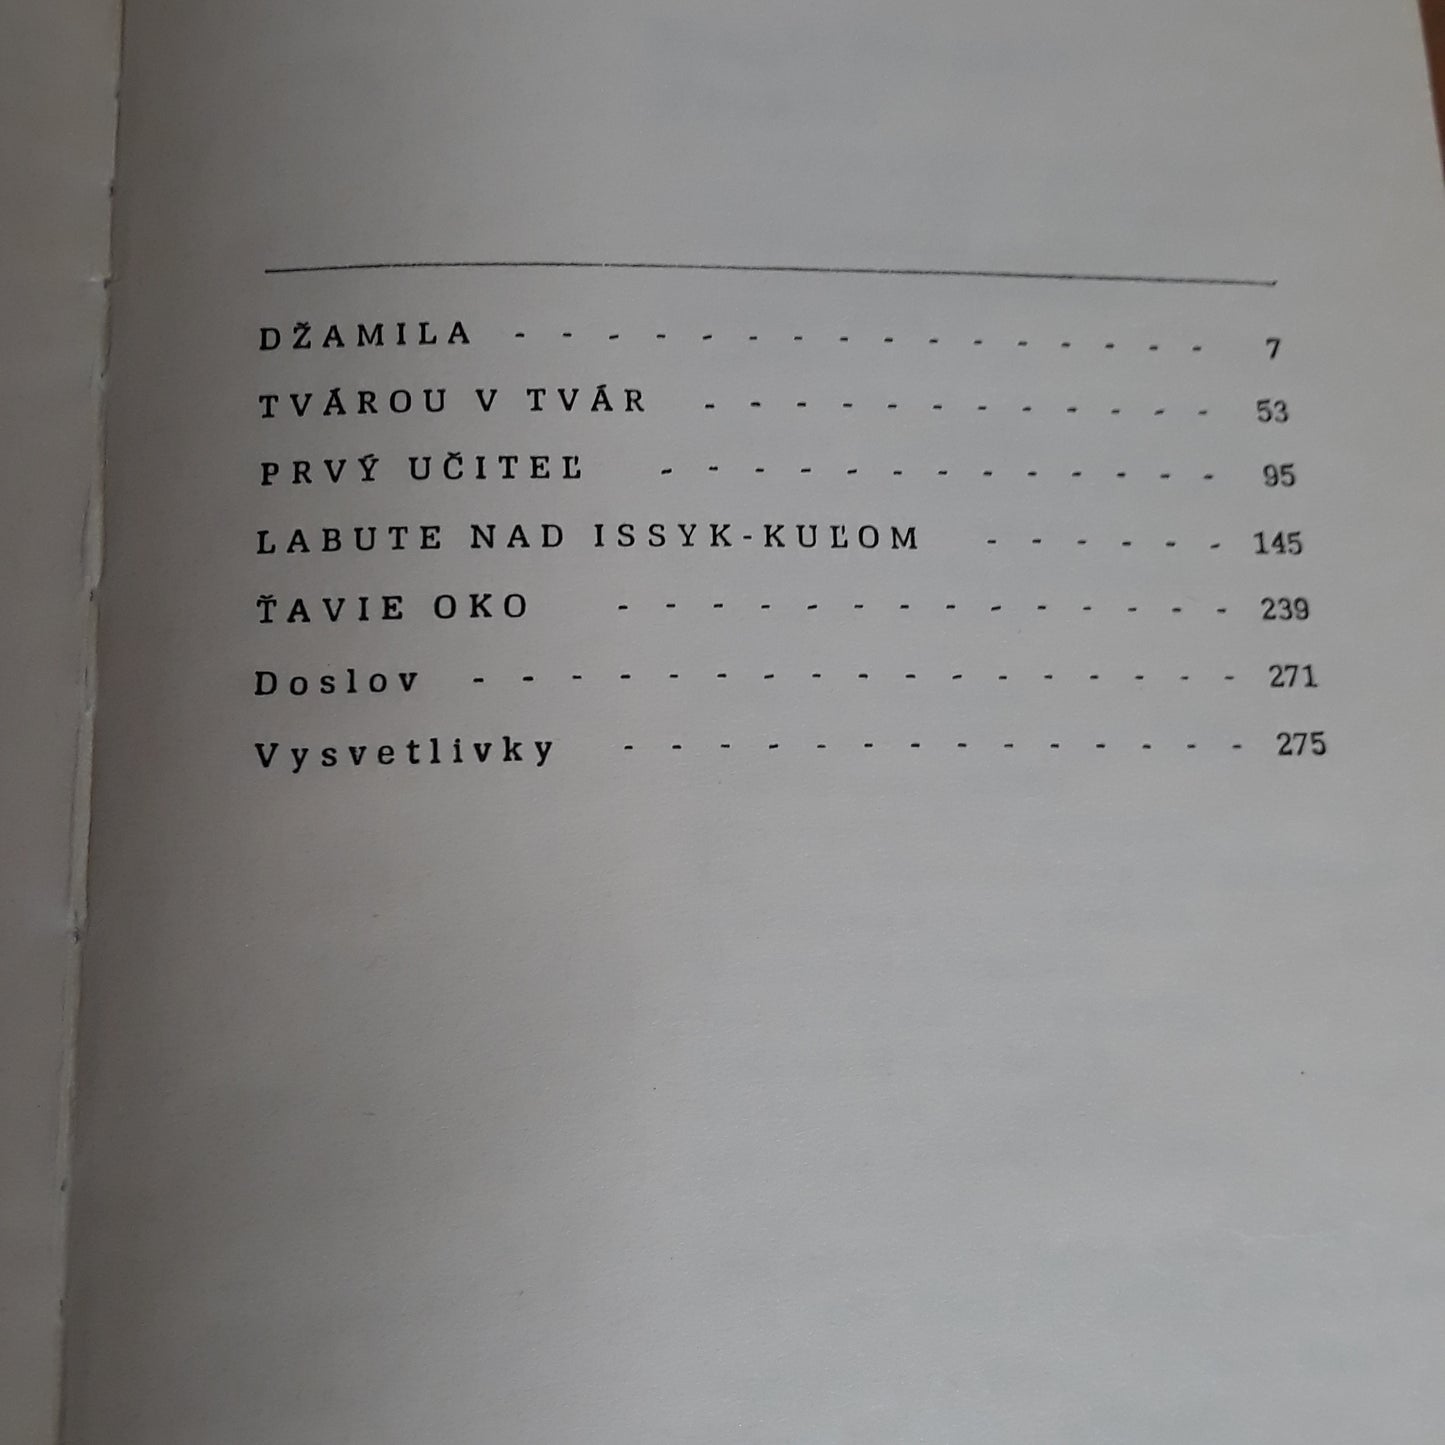 DŽAMILA - - - - - - - - - - - - - - - - 7
TVÁROU V TVÁR - - - - - - - - - - - - 53
PRVÝ UČITEĽ - - - - - - - - - - - - - 95
LABUTE NAD ISSYK-KUĽOM - - - - - - 145
ŤAVIE OKO - - - - - - - - - - - - - - 239
Doslov - - - - - - - - - - - - - - - - - 271
Vysvetlivky - - - - - - - - - - - - - - 275